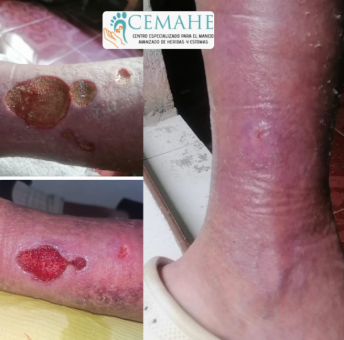 CEMAHE
CENTRO ESPECIALIZADO PARA EL MANEJO
AVANZADO DE HERIDAS Y ESTOMAS